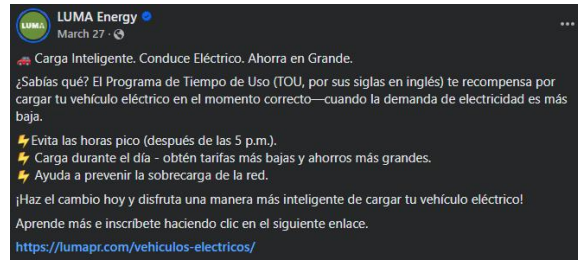 LUMA
LUMA Energy
March 27 ·
🚗 Carga Inteligente. Conduce Eléctrico. Ahorra en Grande.
¿Sabías qué? El Programa de Tiempo de Uso (TOU, por sus siglas en inglés) te recompensa por
cargar tu vehículo eléctrico en el momento correcto—cuando la demanda de electricidad es más
baja.
⚡Evita las horas pico (después de las 5 p.m.).
⚡ Carga durante el día - obtén tarifas más bajas y ahorros más grandes.
⚡ Ayuda a prevenir la sobrecarga de la red.
¡Haz el cambio hoy y disfruta una manera más inteligente de cargar tu vehículo eléctrico!
Aprende más e inscríbete haciendo clic en el siguiente enlace.
https://lumapr.com/vehiculos-electricos/